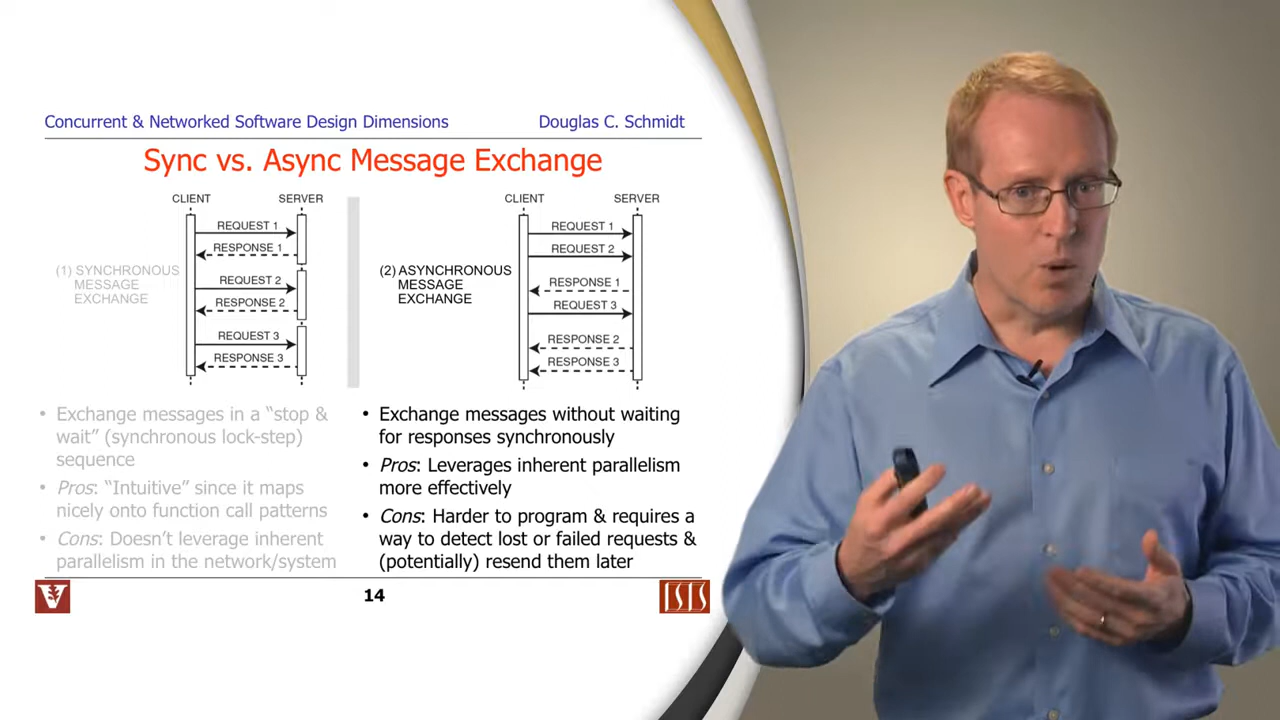 Concurrent & Networked Software Design Dimensions
Douglas C. Schmidt
Sync vs. Async Message Exchange
CLIENT
SERVER
REQUEST 1
RESPONSE 1
(1) SYNCHRONOUS
MESSAGE
EXCHANGE
REQUEST 2
RESPONSE 2
REQUEST 3
RESPONSE 3
• Exchange messages in a “stop &
wait” (synchronous lock-step)
sequence
• Pros: “Intuitive” since it maps
nicely onto function call patterns
• Cons: Doesn’t leverage inherent
parallelism in the network/system
CLIENT
SERVER
REQUEST 1
REQUEST 2
(2) ASYNCHRONOUS
MESSAGE
EXCHANGE
RESPONSE 1
REQUEST 3
RESPONSE 2
RESPONSE 3
• Exchange messages without waiting
for responses synchronously
• Pros: Leverages inherent parallelism
more effectively
• Cons: Harder to program & requires a
way to detect lost or failed requests &
(potentially) resend them later
V
14
ISIS